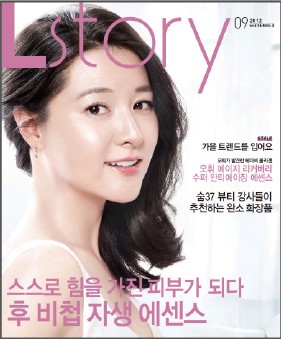 Lstory
09 2012
SEPTEMBER
가을 트렌드를 입어요
오휘 에이지 리커버리
수퍼 안티에이징 에센스
숨37 뷰티 강사들이
추천하는 완소 화장품
스스로 힘을 가진 피부가 되다
후 비첩 자생 에센스